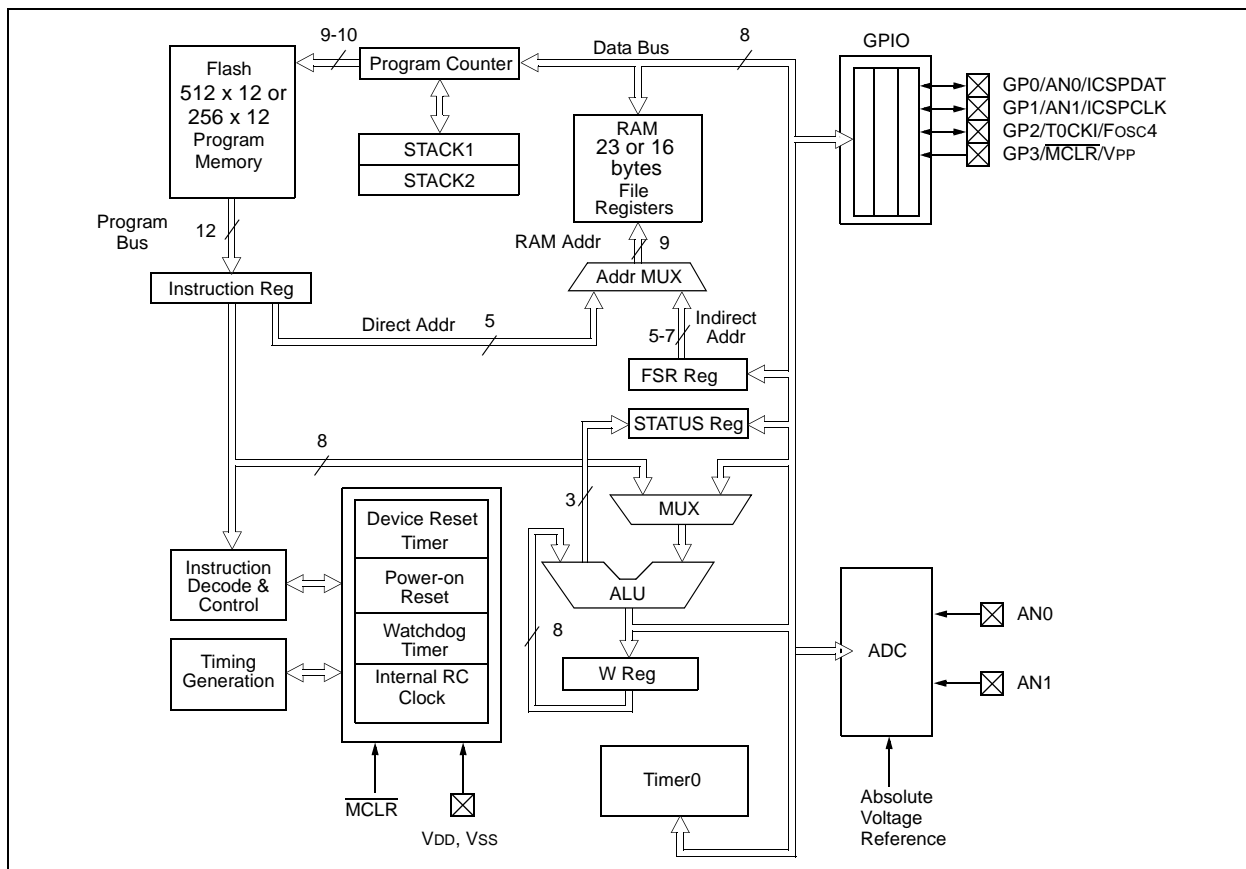 9-10
Flash
512 x 12 or
256 x 12
Program
Memory
Program Counter
STACK1
STACK2
Data Bus
8
RAM
23 or 16
bytes
File
Registers
GPIO
GP0/AN0/ICSPDAT
GP1/AN1/ICSPCLK
GP2/T0CKI/FOSC4
GP3/MCLR/VPP
Program
Bus
12
RAM Addr
9
Addr MUX
Instruction Reg
Direct Addr
5
5-7
Indirect
Addr
FSR Reg
STATUS Reg
8
3
MUX
Device Reset
Timer
Power-on
Reset
Watchdog
Timer
Internal RC
Clock
Instruction
Decode &
Control
Timing
Generation
ALU
8
W Reg
ADC
AN0
AN1
Timer0
MCLR
VDD, VSS
Absolute
Voltage
Reference